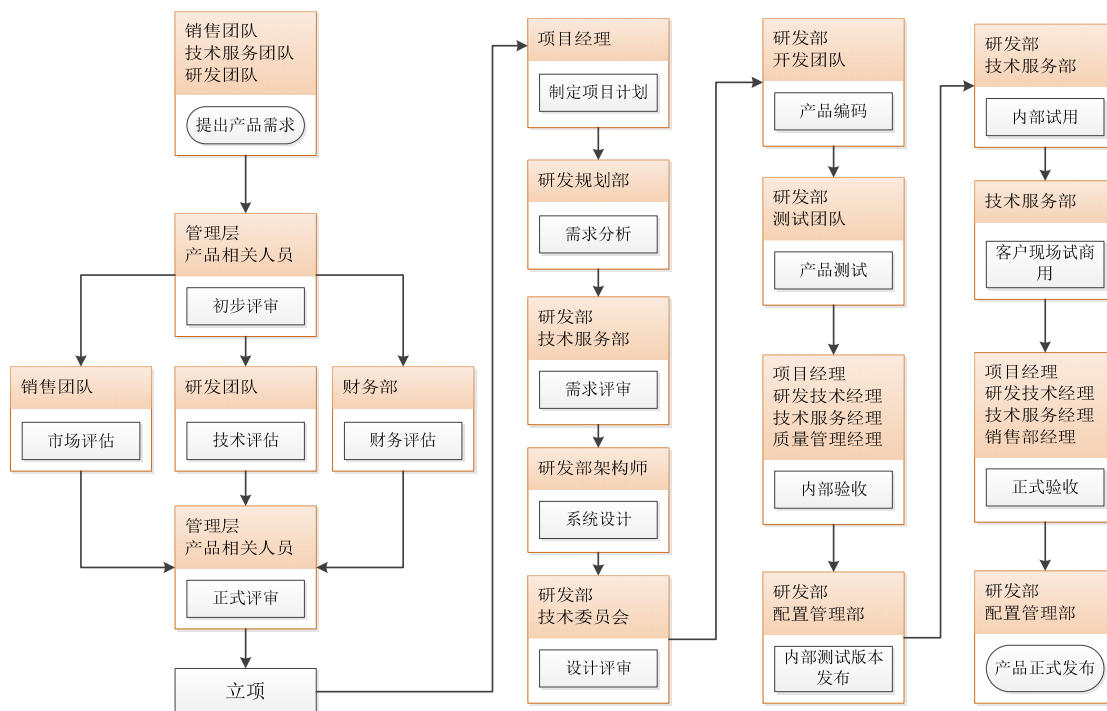 销售团队
技术服务团队
研发团队
提出产品需求
管理层
产品相关人员
初步评审
销售团队
市场评估
研发团队
技术评估
财务部
财务评估
管理层
产品相关人员
正式评审
立项
项目经理
制定项目计划
研发规划部
需求分析
研发部
技术服务部
需求评审
研发部架构师
系统设计
研发部
技术委员会
设计评审
研发部
开发团队
产品编码
研发部
测试团队
产品测试
项目经理
研发技术经理
技术服务经理
质量管理经理
内部验收
研发部
配置管理部
内部测试版本
发布
研发部
技术服务部
内部试用
技术服务部
客户现场试商
用
项目经理
研发技术经理
技术服务经理
销售部经理
正式验收
研发部
配置管理部
产品正式发布